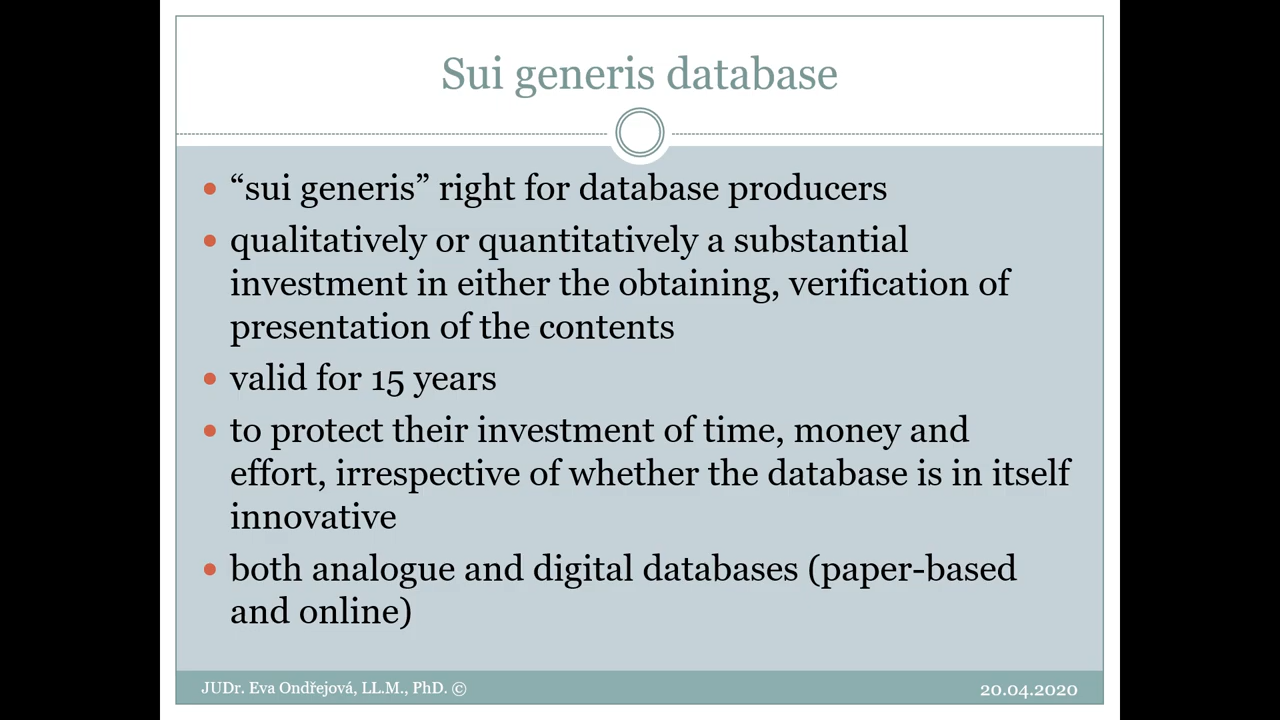 Sui generis database
• “sui generis” right for database producers
• qualitatively or quantitatively a substantial
investment in either the obtaining, verification of
presentation of the contents
• valid for 15 years
• to protect their investment of time, money and
effort, irrespective of whether the database is in itself
innovative
• both analogue and digital databases (paper-based
and online)
JUDr. Eva Ondřejová, LL.M., PhD. ©
20.04.2020